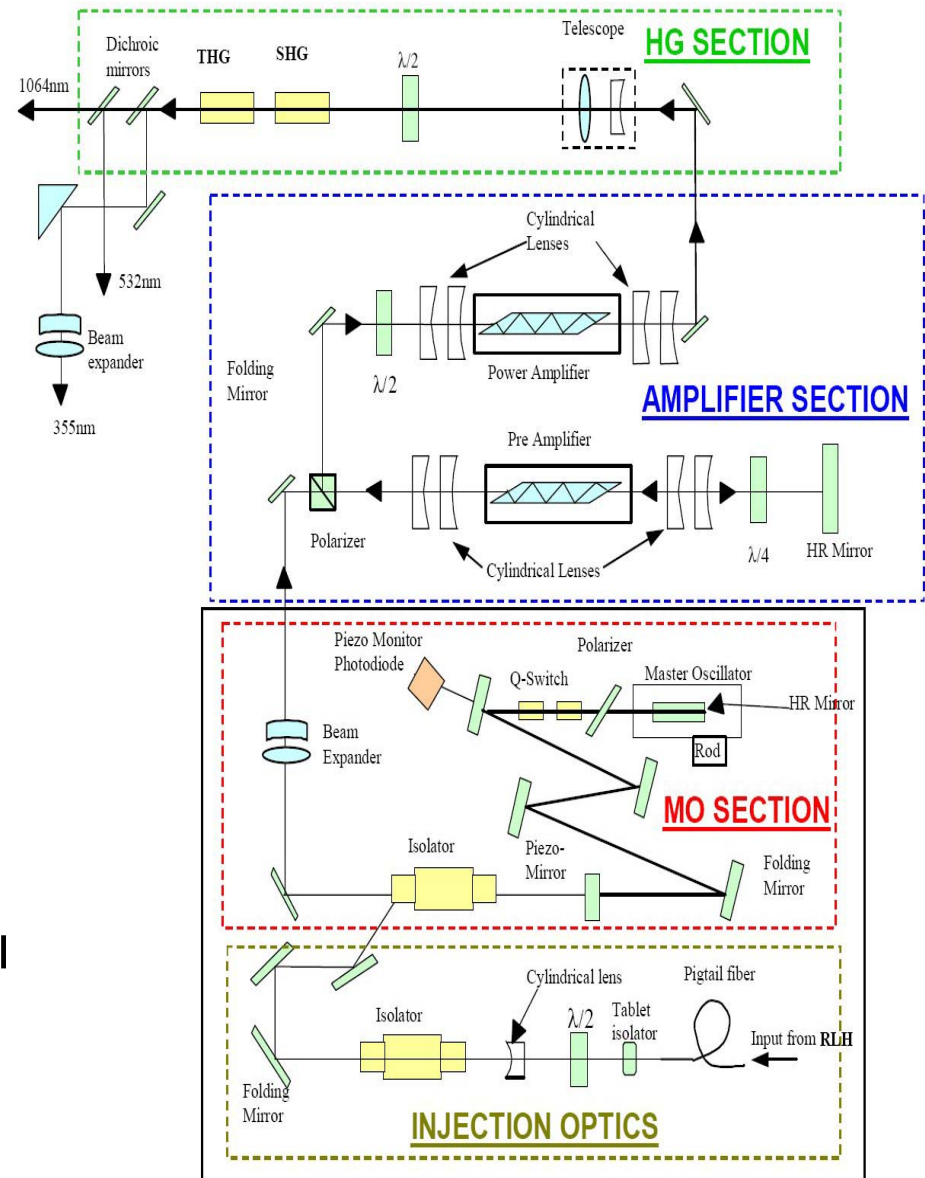 HG SECTION
Telescope
Dichroic
mirrors
THG
SHG
λ/2
1064nm
532nm
Beam
expander
355nm
Cylindrical
Lenses
Folding
Mirror
λ/2
Power Amplifier
AMPLIFIER SECTION
Pre Amplifier
Polarizer
Cylindrical Lenses
λ/4
HR Mirror
Piezo Monitor
Photodiode
Polarizer
Q-Switch
Master Oscillator
HR Mirror
Rod
Beam
Expander
MO SECTION
Isolator
Piezo-
Mirror
Folding
Mirror
Cylindrical lens
Pigtail fiber
Isolator
λ/2
Tablet
isolator
Input from RLH
Folding
Mirror
INJECTION OPTICS